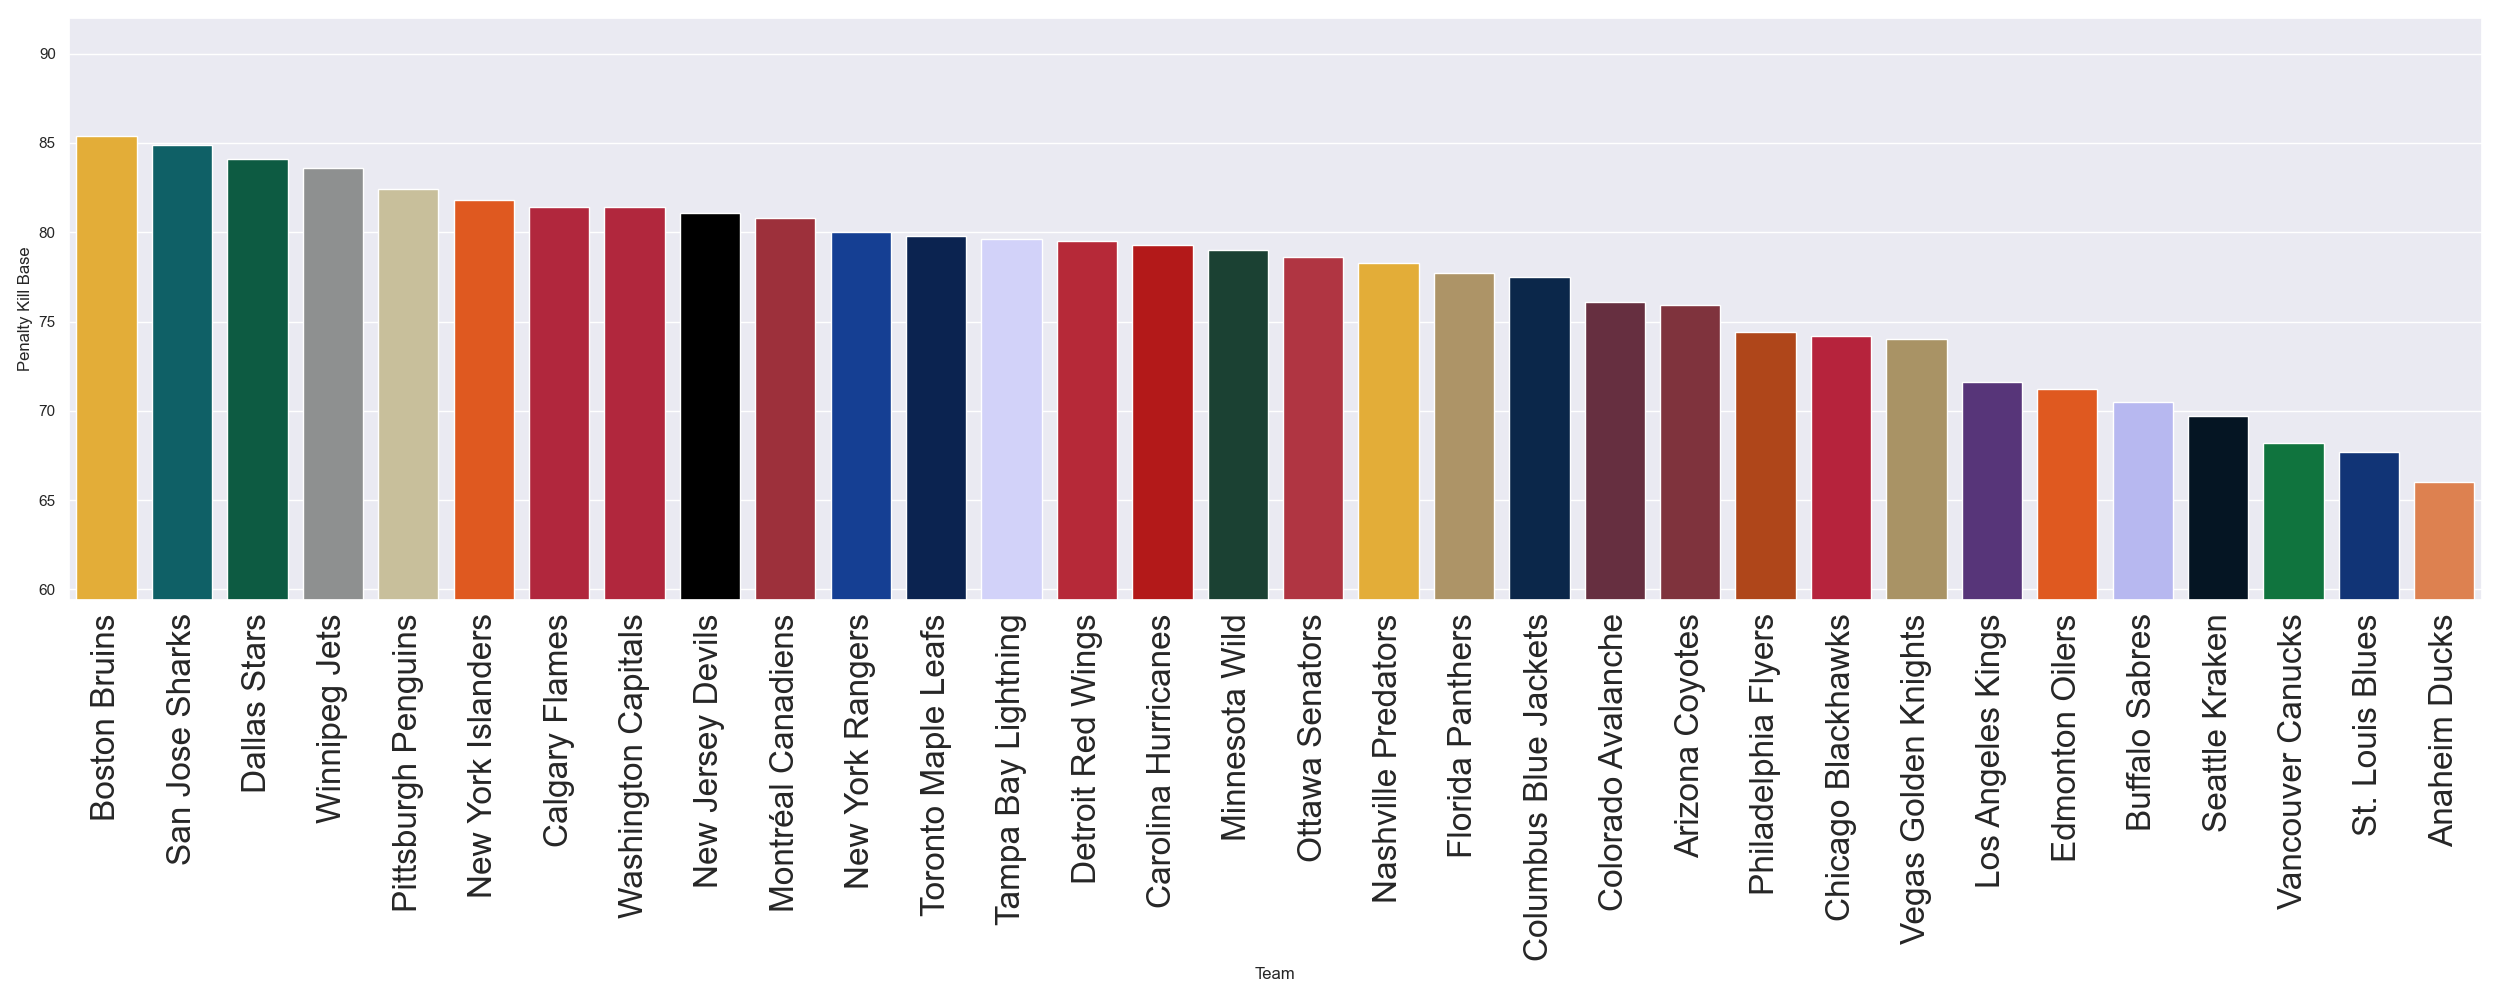 90
85
80
75
70
65
60
Penalty Kill Base
Boston Bruins
San Jose Sharks
Dallas Stars
Winnipeg Jets
Pittsburgh Penguins
New York Islanders
Calgary Flames
Washington Capitals
New Jersey Devils
Montréal Canadiens
New York Rangers
Toronto Maple Leafs
Tampa Bay Lightning
Detroit Red Wings
Carolina Hurricanes
Minnesota Wild
Ottawa Senators
Nashville Predators
Florida Panthers
Columbus Blue Jackets
Colorado Avalanche
Arizona Coyotes
Philadelphia Flyers
Chicago Blackhawks
Vegas Golden Knights
Los Angeles Kings
Edmonton Oilers
Buffalo Sabres
Seattle Kraken
Vancouver Canucks
St. Louis Blues
Anaheim Ducks
Team